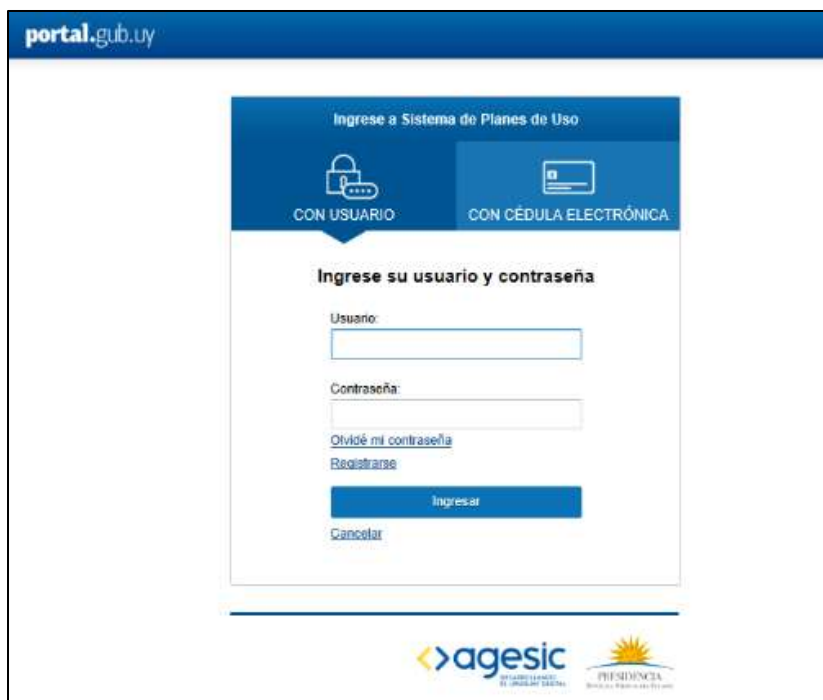 portal.gub.uy
Ingrese a Sistema de Planes de Uso
CON USUARIO
CON CÉDULA ELECTRÓNICA
Ingrese su usuario y contraseña
Usuario:
Contraseña:
Olvidé mi contraseña
Registrarse
Ingresar
Cancelar
agesic
PRESIDENCIA